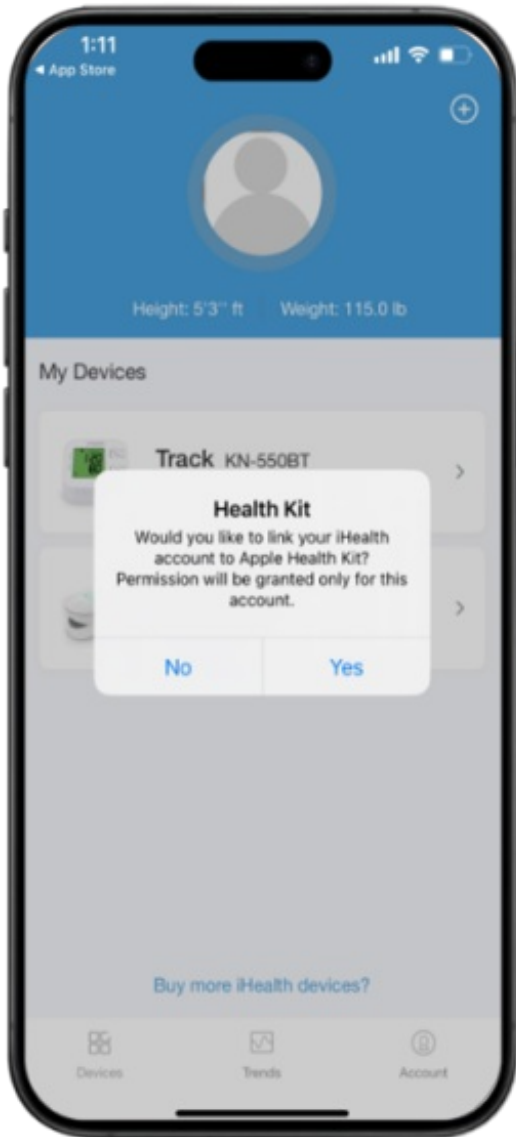 1:11
◀ App Store
Height: 5'3'' ft
Weight: 115.0 lb
My Devices
Track KN-550BT
Health Kit
Would you like to link your iHealth
account to Apple Health Kit?
Permission will be granted only for this
account.
No
Yes
Buy more iHealth devices?
Devices
Trends
Account